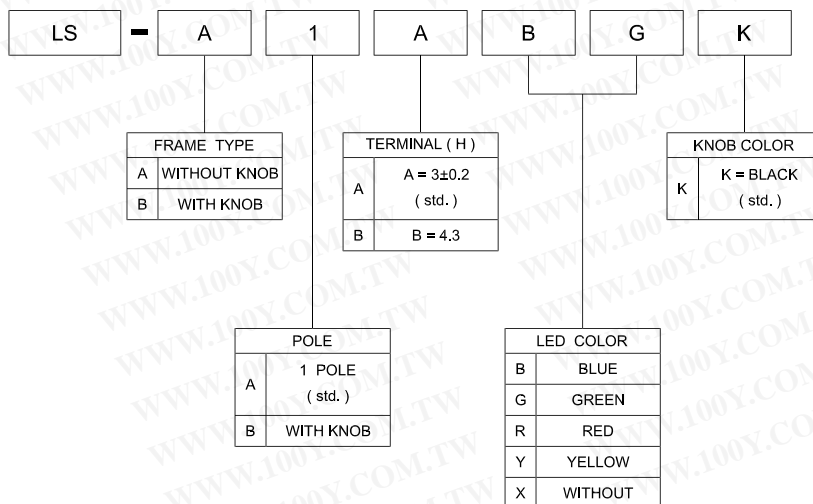 LS - A 1 A B G K
FRAME TYPE
A WITHOUT KNOB
B WITH KNOB
TERMINAL ( H )
A A = 3±0.2
( std. )
B B = 4.3
KNOB COLOR
K K = BLACK
( std. )
POLE
A 1 POLE
( std. )
B WITH KNOB
LED COLOR
B BLUE
G GREEN
R RED
Y YELLOW
X WITHOUT
WWW.100Y.COM.TW